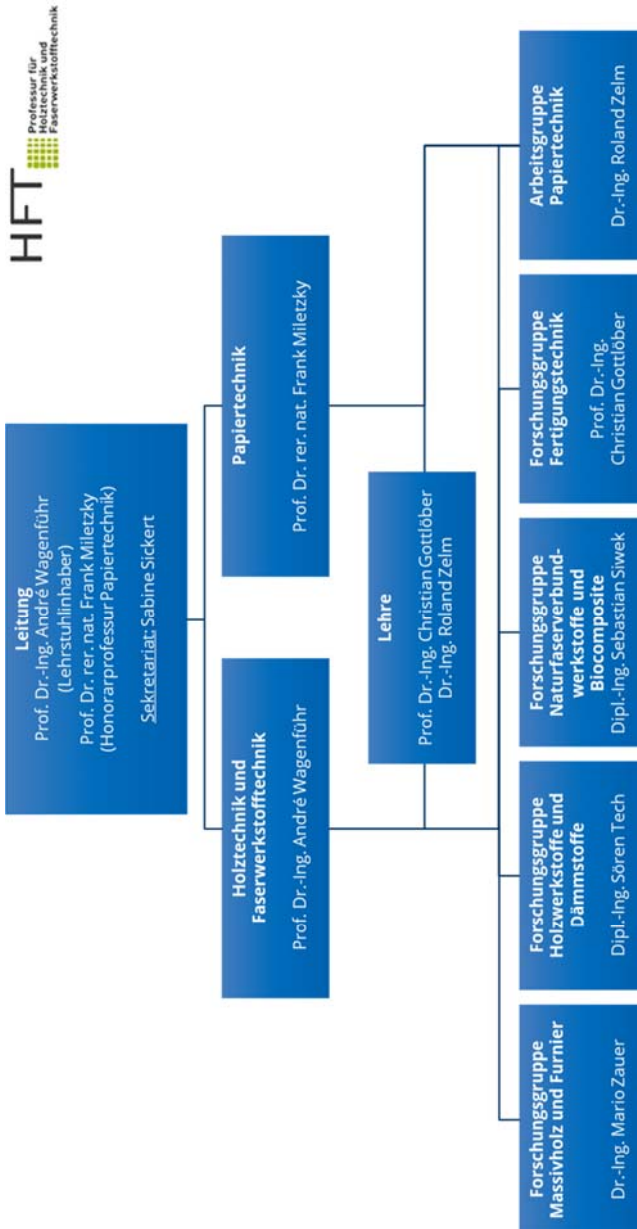 HFT
Professur für
Holztechnik und
Faserwerkstofftechnik
Leitung
Prof. Dr.-Ing. André Wagenführ
(Lehrstuhlinhaber)
Prof. Dr. rer. nat. Frank Miletzky
(Honorarprofessur Papiertechnik)
Sekretariat: Sabine Sickert
Holztechnik und
Faserwerkstofftechnik
Prof. Dr.-Ing. André Wagenführ
Papiertechnik
Prof. Dr. rer. nat. Frank Miletzky
Lehre
Prof. Dr.-Ing. Christian Gottlöber
Dr.-Ing. Roland Zelm
Forschungsgruppe
Massivholz und Furnier
Dr.-Ing. Mario Zauer
Forschungsgruppe
Holzwerkstoffe und
Dämmstoffe
Dipl.-Ing. Sören Tech
Forschungsgruppe
Naturfaserverbund-
werkstoffe und
Biocomposite
Dipl.-Ing. Sebastian Siwek
Forschungsgruppe
Fertigungstechnik
Prof. Dr.-Ing.
Christian Gottlöber
Arbeitsgruppe
Papiertechnik
Dr.-Ing. Roland Zelm